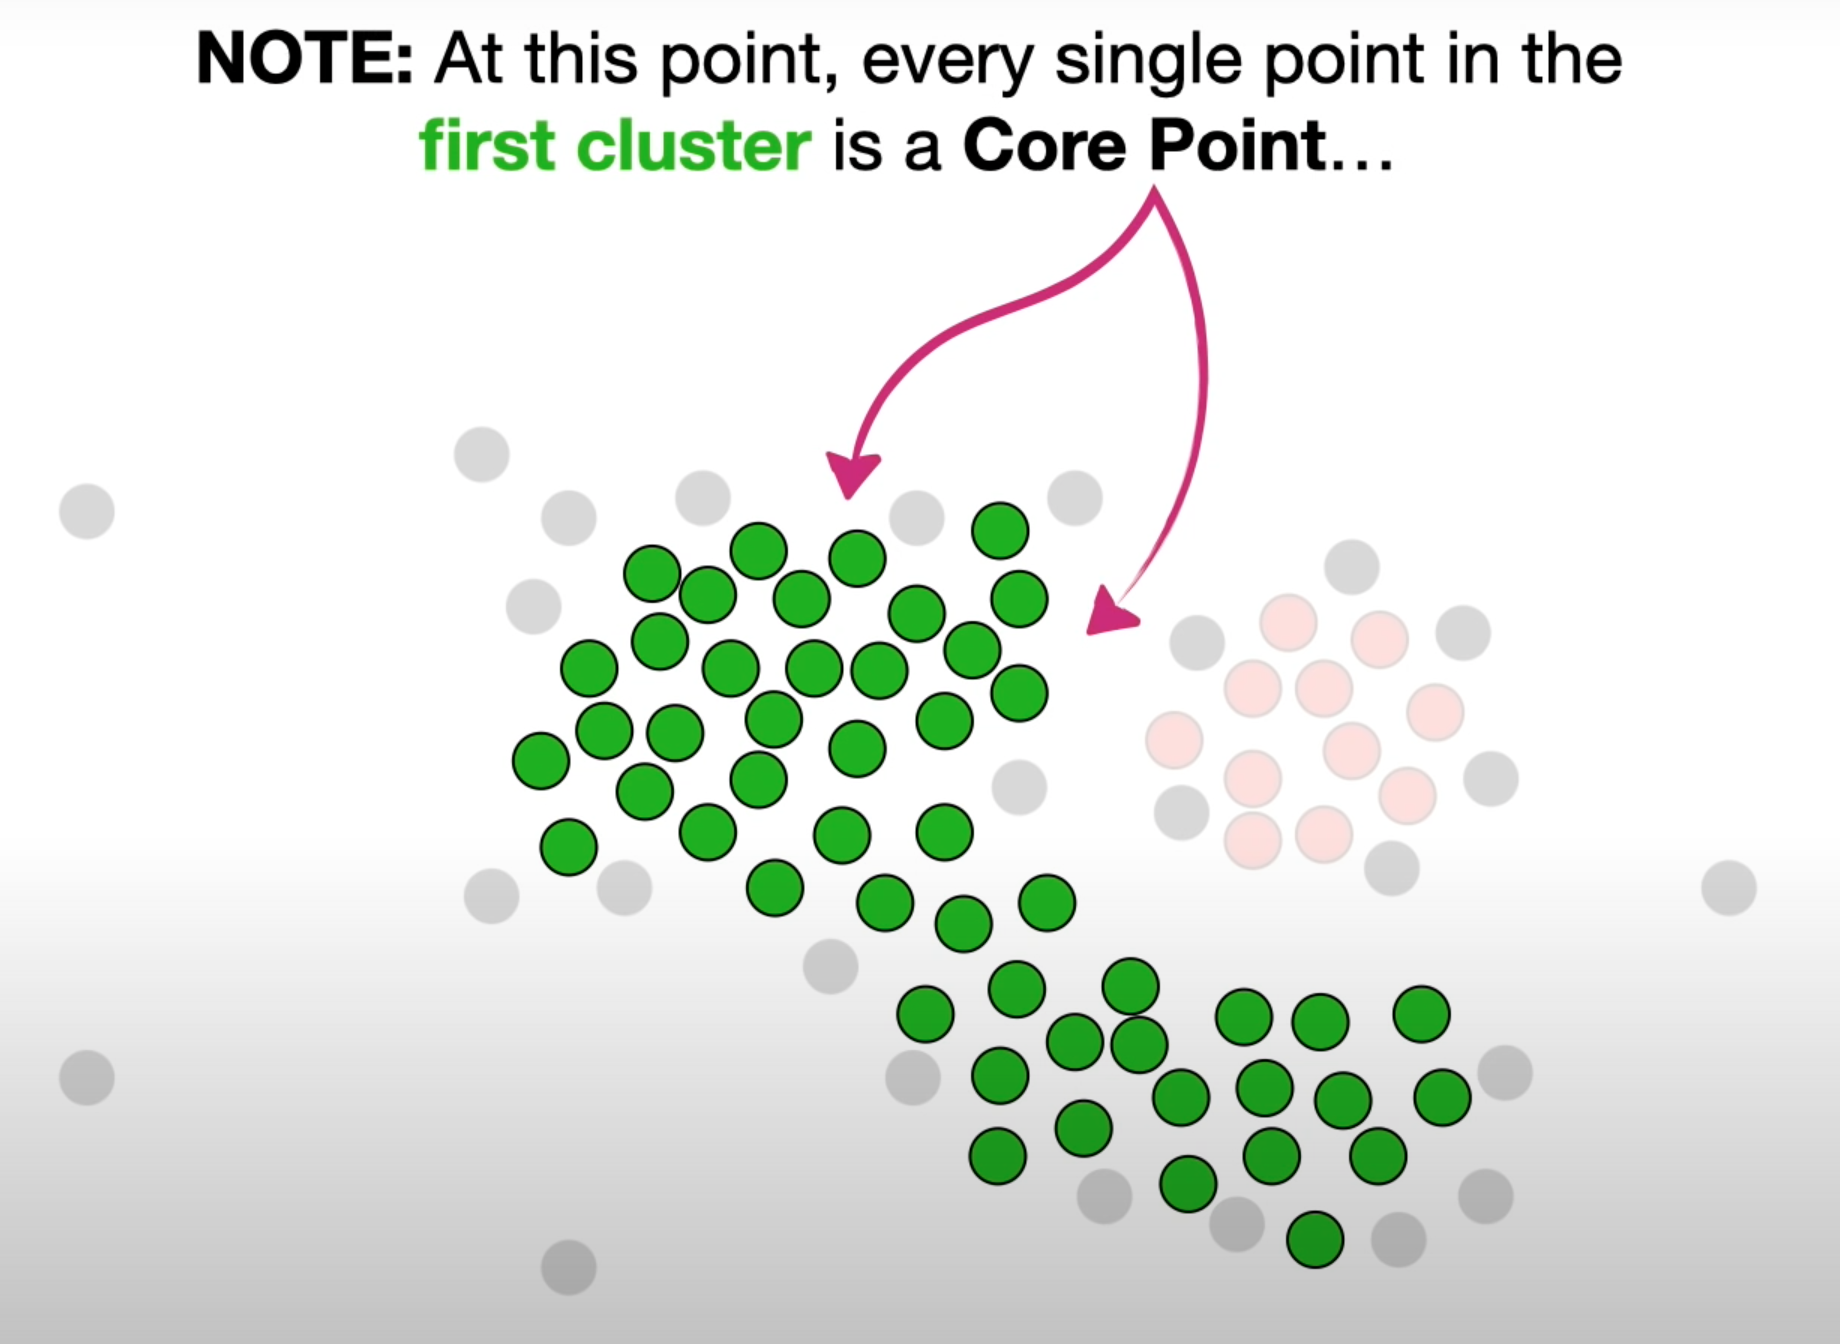 NOTE: At this point, every single point in the
first cluster is a Core Point…